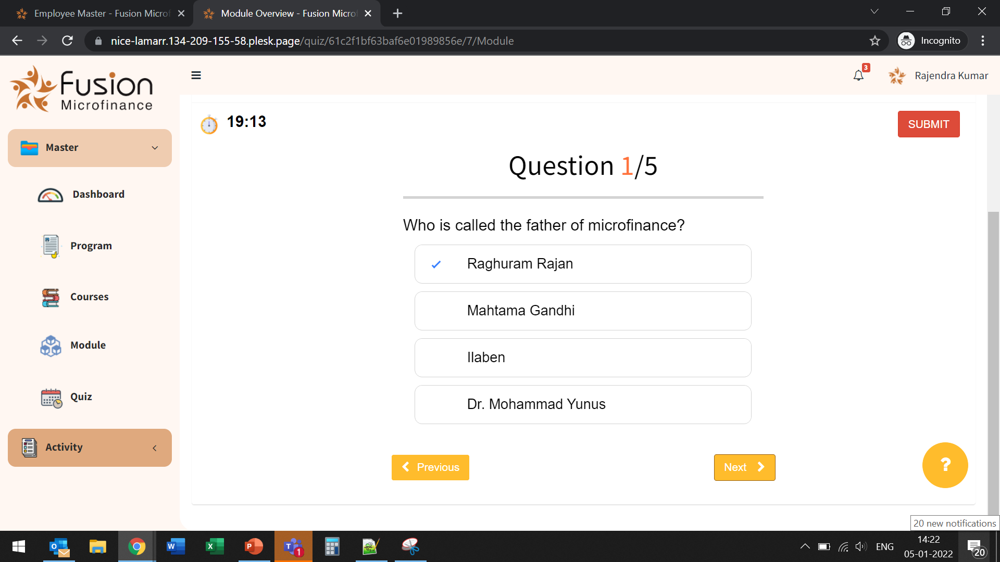 Employee Master - Fusion Microf
Module Overview - Fusion Microf
nice-lamarr.134-209-155-58.plesk.page/quiz/61c2f1bf63baf6e01989856e/7/Module
Incognito
Fusion
Microfinance
3
Rajendra Kumar
19:13
SUBMIT
Master
Question 1/5
Dashboard
Who is called the father of microfinance?
Program
Raghuram Rajan
Courses
Mahtama Gandhi
Module
Ilaben
Quiz
Dr. Mohammad Yunus
Activity
Previous
Next
?
20 new notifications
ENG
14:22
05-01-2022
20